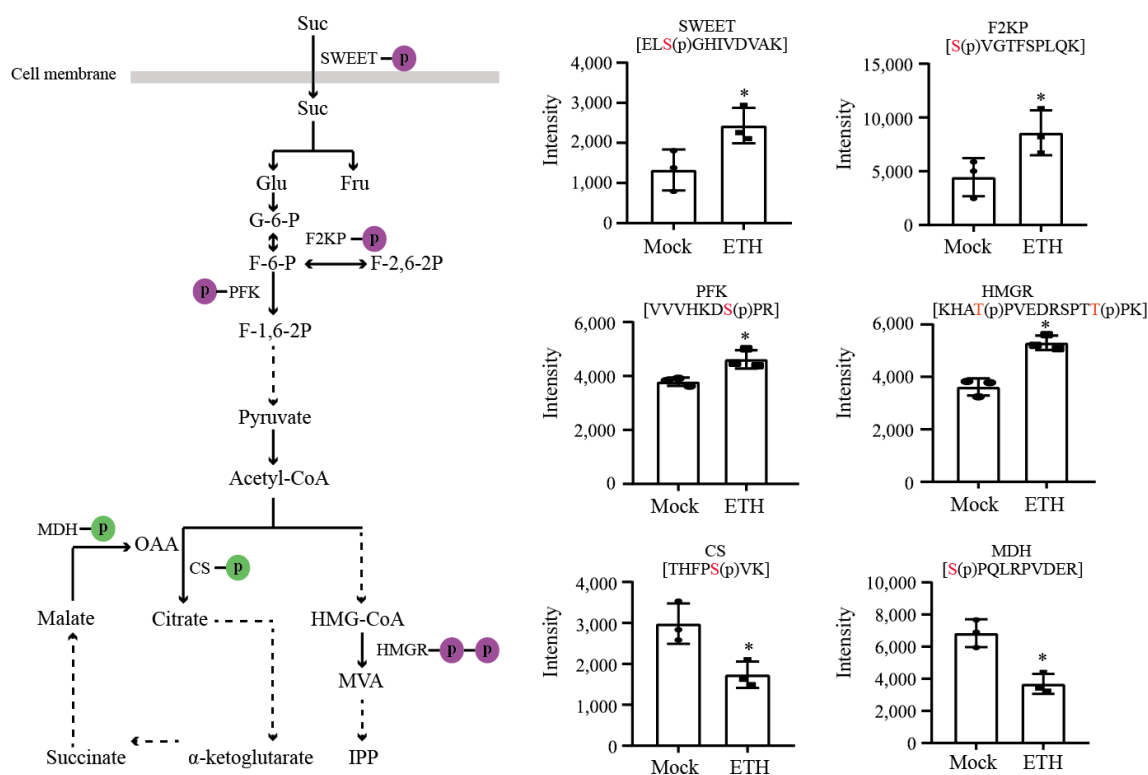 Suc
SWEET p
Cell membrane
Suc
Glu Fru
G-6-P
F2KP p
F-6-P F-2,6-2P
p PFK
F-1,6-2P
Pyruvate
Acetyl-CoA
MDH p
OAA
CS p
Malate Citrate HMG-CoA
HMGR p p
MVA
Succinate α-ketoglutarate IPP
SWEET
[ELS(p)GHIVDVAK]
Intensity
4,000
3,000
2,000
1,000
0
*
Mock ETH
F2KP
[S(p)VGTFSPLQK]
Intensity
15,000
10,000
5,000
0
*
Mock ETH
PFK
[VVVHKDS(p)PR]
Intensity
6,000
4,000
2,000
0
*
Mock ETH
HMGR
[KHAT(p)PVEDRSPTT(p)PK]
Intensity
6,000
4,000
2,000
0
*
Mock ETH
CS
[THFPS(p)VK]
Intensity
4,000
3,000
2,000
1,000
0
*
Mock ETH
MDH
[S(p)PQLRPVDER]
Intensity
10,000
8,000
6,000
4,000
2,000
0
*
Mock ETH